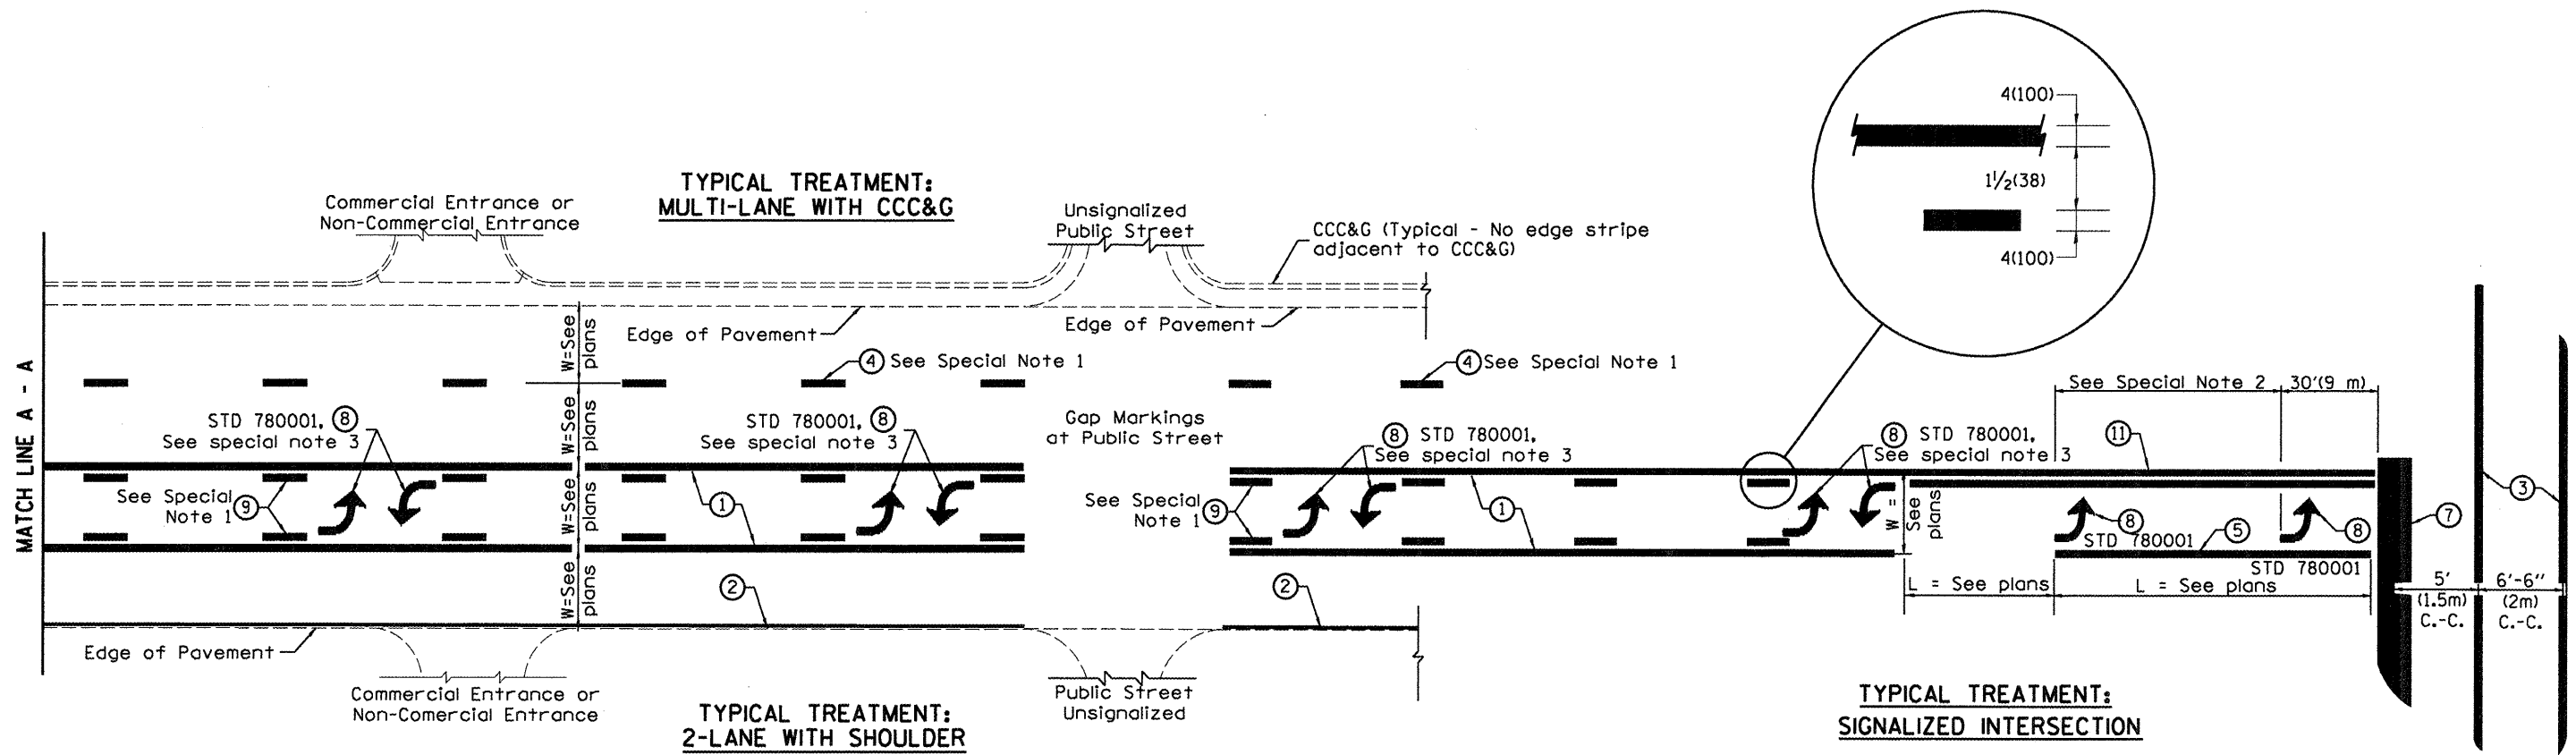 TYPICAL TREATMENT:
MULTI-LANE WITH CCC&G
Commercial Entrance or
Non-Commercial Entrance
Unsignalized
Public Street
CCC&G (Typical - No edge stripe
adjacent to CCC&G)
4(100)
1 1/2(38)
4(100)
Edge of Pavement
Edge of Pavement
MATCH LINE A - A
W=See
plans
W=See
plans
W=See
plans
W=See
plans
4 See Special Note 1
4 See Special Note 1
STD 780001, 8
See special note 3
STD 780001, 8
See special note 3
Gap Markings
at Public Street
8 STD 780001,
See special note 3
8 STD 780001,
See special note 3
See Special Note 2
30'(9 m)
11
See Special
Note 1
9
1
See Special
Note 1
9
1
W =
See
plans
8
STD 780001
5
8
STD 780001
7
3
2
2
L = See plans
L = See plans
5'
(1.5m)
C.-C.
6'-6"
(2m)
C.-C.
Edge of Pavement
Commercial Entrance or
Non-Comercial Entrance
Public Street
Unsignalized
TYPICAL TREATMENT:
2-LANE WITH SHOULDER
TYPICAL TREATMENT:
SIGNALIZED INTERSECTION